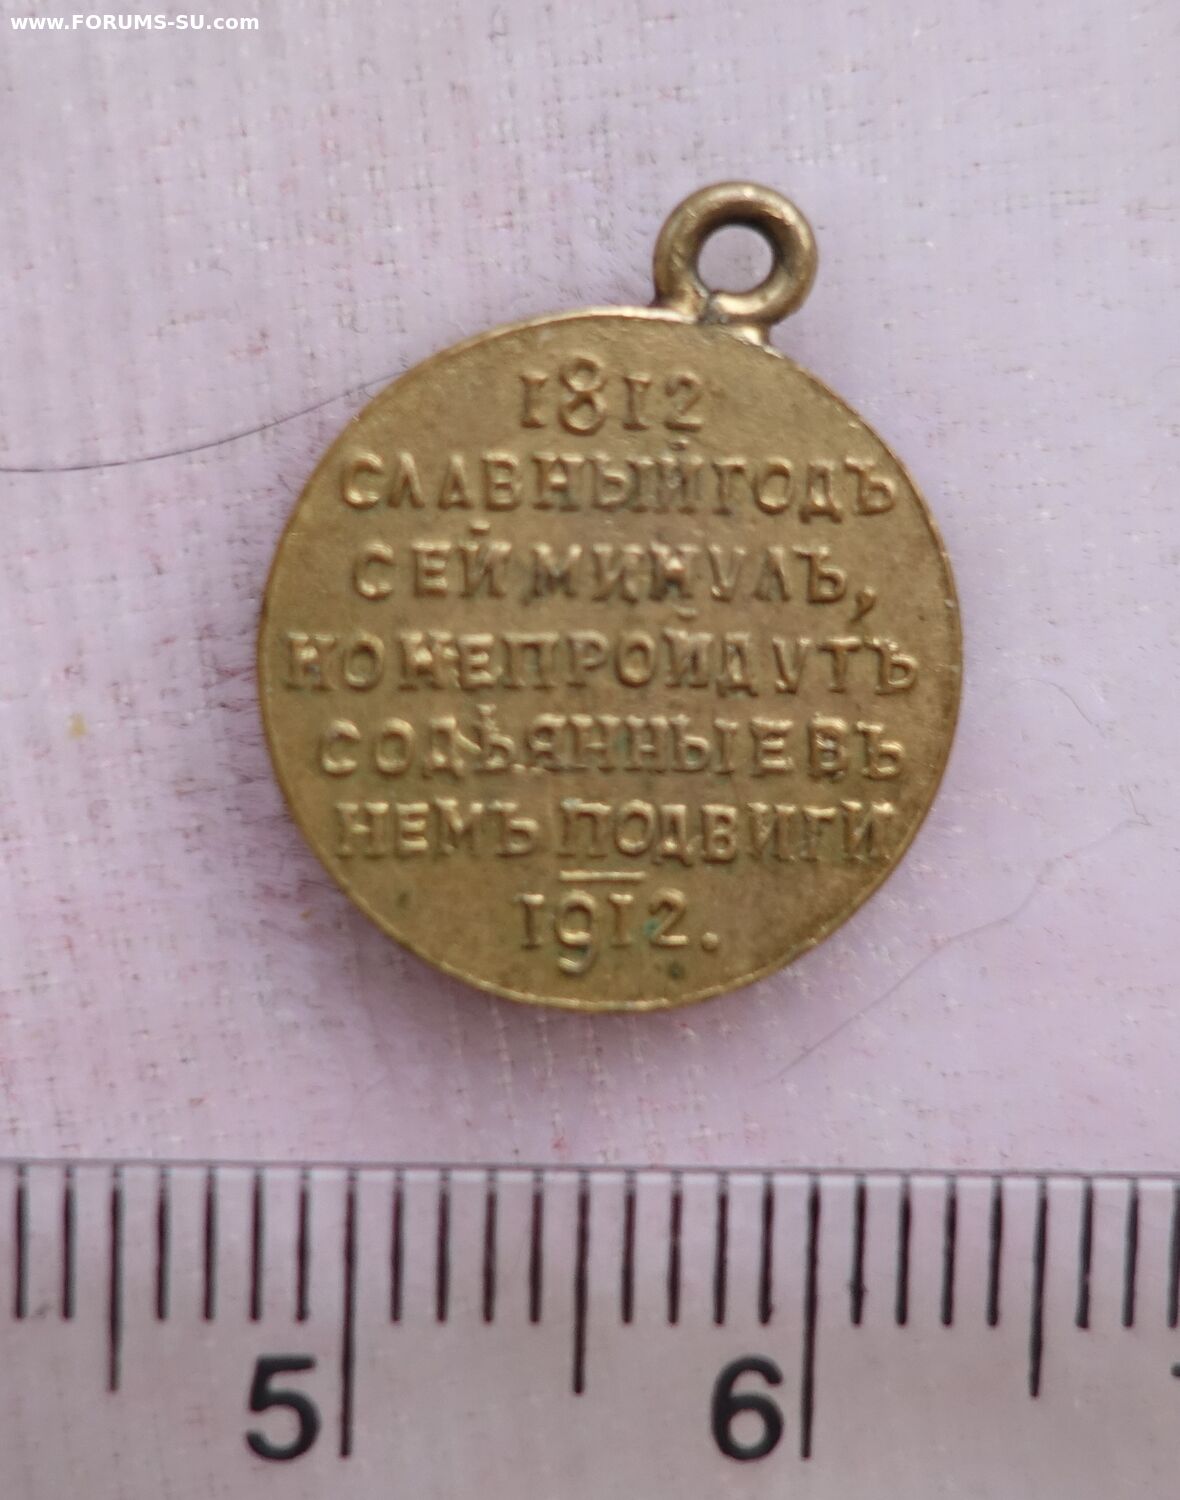 www.FORUMS-SU.com
1812
СЛАВНЫЙ ГОДЪ
СЕЙ МИНУЛЪ,
НО НЕ ПРОЙДУТЪ
СОДѢЯННЫЕ ВЪ
НЕМЪ ПОДВИГИ
1912.
5 6